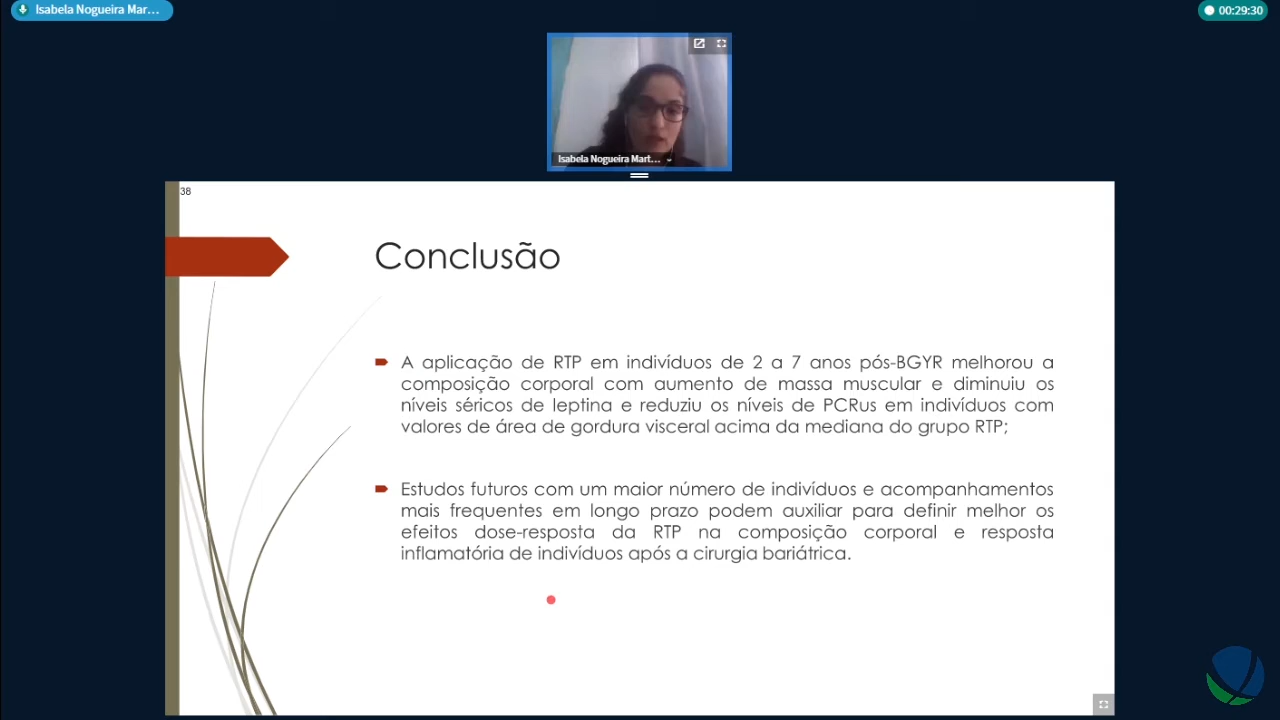 Isabela Nogueira Mar...
00:29:30
Isabela Nogueira Mart...
38
Conclusão
A aplicação de RTP em indivíduos de 2 a 7 anos pós-BGYR melhorou a
composição corporal com aumento de massa muscular e diminuiu os
níveis séricos de leptina e reduziu os níveis de PCRus em indivíduos com
valores de área de gordura visceral acima da mediana do grupo RTP;
Estudos futuros com um maior número de indivíduos e acompanhamentos
mais frequentes em longo prazo podem auxiliar para definir melhor os
efeitos dose-resposta da RTP na composição corporal e resposta
inflamatória de indivíduos após a cirurgia bariátrica.